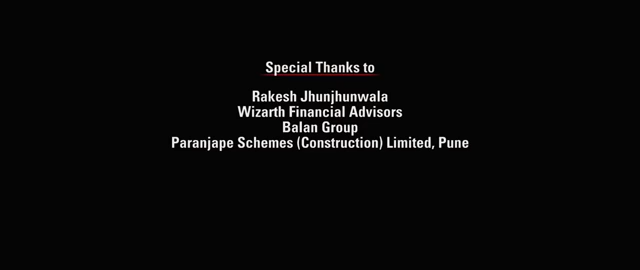 Special Thanks to
Rakesh Jhunjhunwala
Wizarth Financial Advisors
Balan Group
Paranjape Schemes (Construction) Limited, Pune